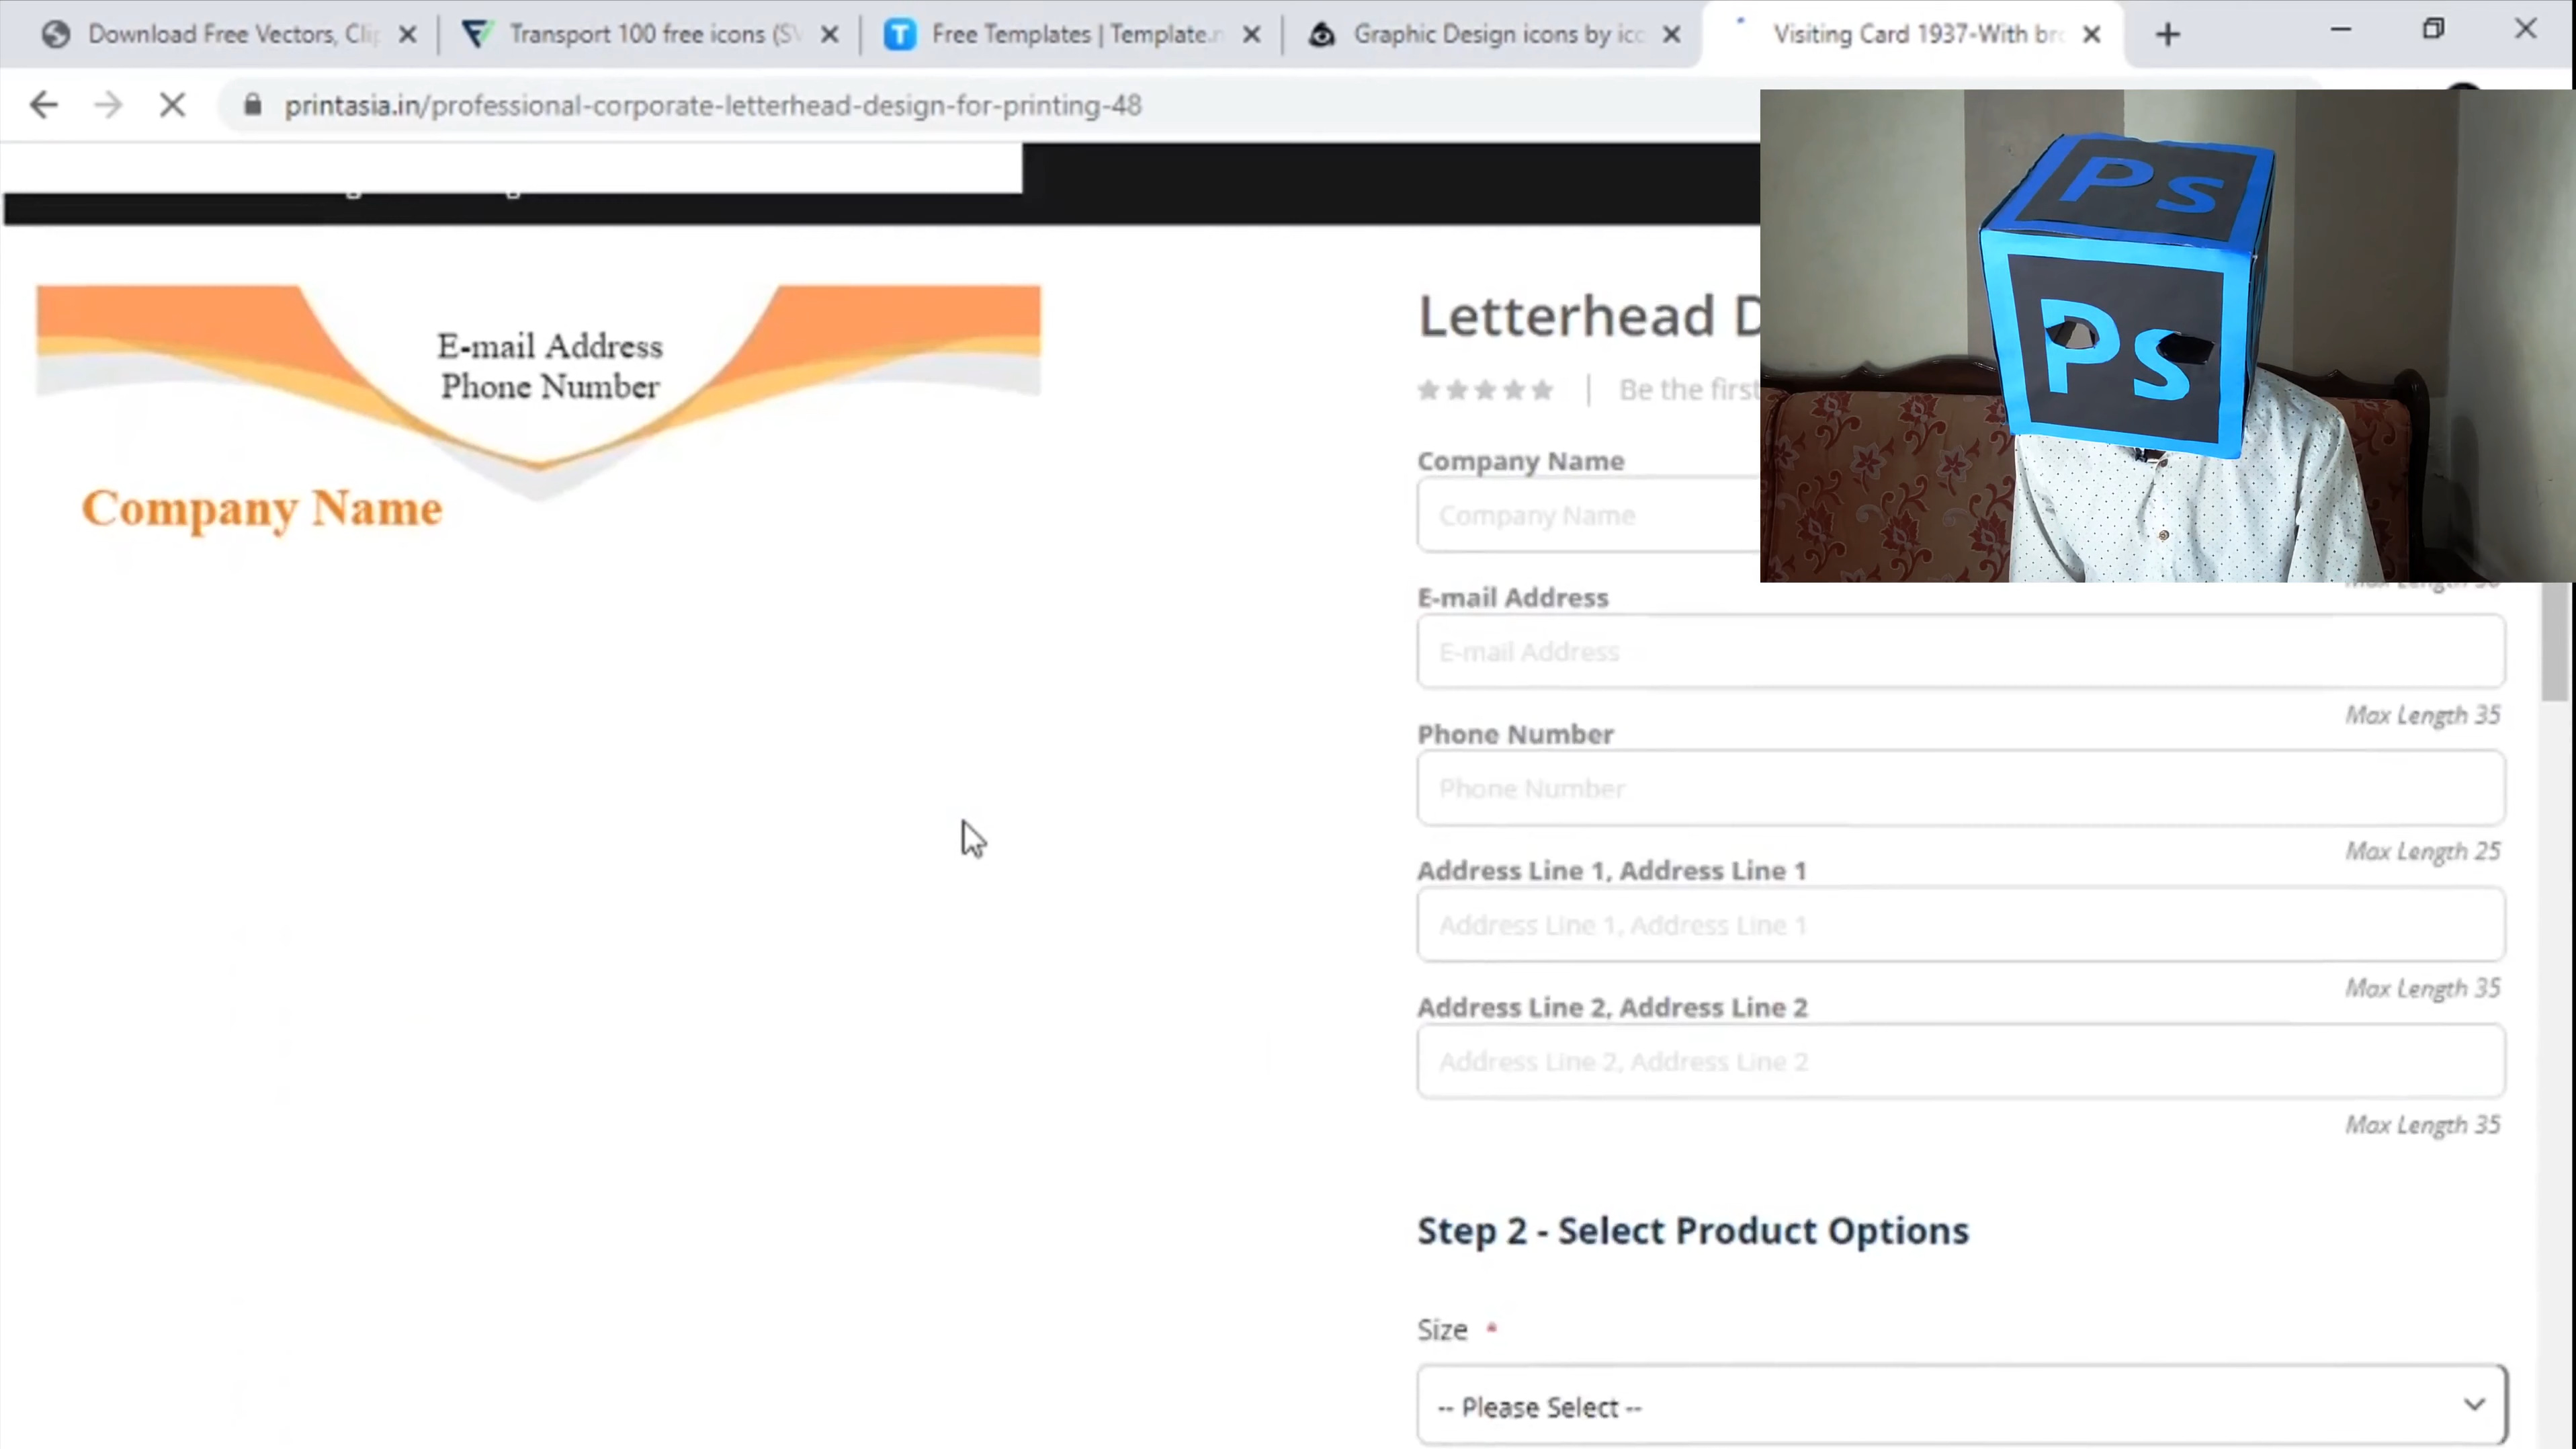 Download Free Vectors, Clip
Transport 100 free icons (SV
Free Templates | Template.n
Graphic Design icons by ico
Visiting Card 1937-With bro
printasia.in/professional-corporate-letterhead-design-for-printing-48
Ps
Ps
E-mail Address
Phone Number
Company Name
Letterhead D
Be the first
Company Name
Company Name
E-mail Address
E-mail Address
Max Length 35
Phone Number
Phone Number
Max Length 25
Address Line 1, Address Line 1
Address Line 1, Address Line 1
Max Length 35
Address Line 2, Address Line 2
Address Line 2, Address Line 2
Max Length 35
Step 2 - Select Product Options
Size *
-- Please Select --